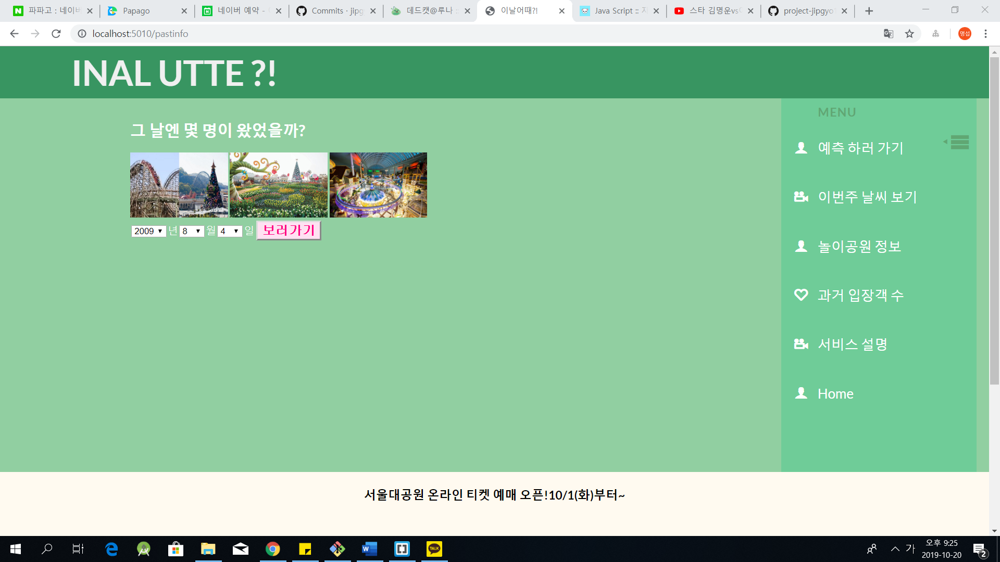 파파고 : 네이버
Papago
네이버 예약 -
Commits · jipg
데드캣@루나 ::
이날어때?!
Java Script :: 지
스타 김명운vs
project-jipgyo
localhost:5010/pastinfo
명섭
INAL UTTE ?!
MENU
그 날엔 몇 명이 왔었을까?
예측 하러 가기
이번주 날씨 보기
2009 년 8 월 4 일 보러가기
놀이공원 정보
과거 입장객 수
서비스 설명
Home
서울대공원 온라인 티켓 예매 오픈!10/1(화)부터~
TALK
가
오후 9:25
2019-10-20
2